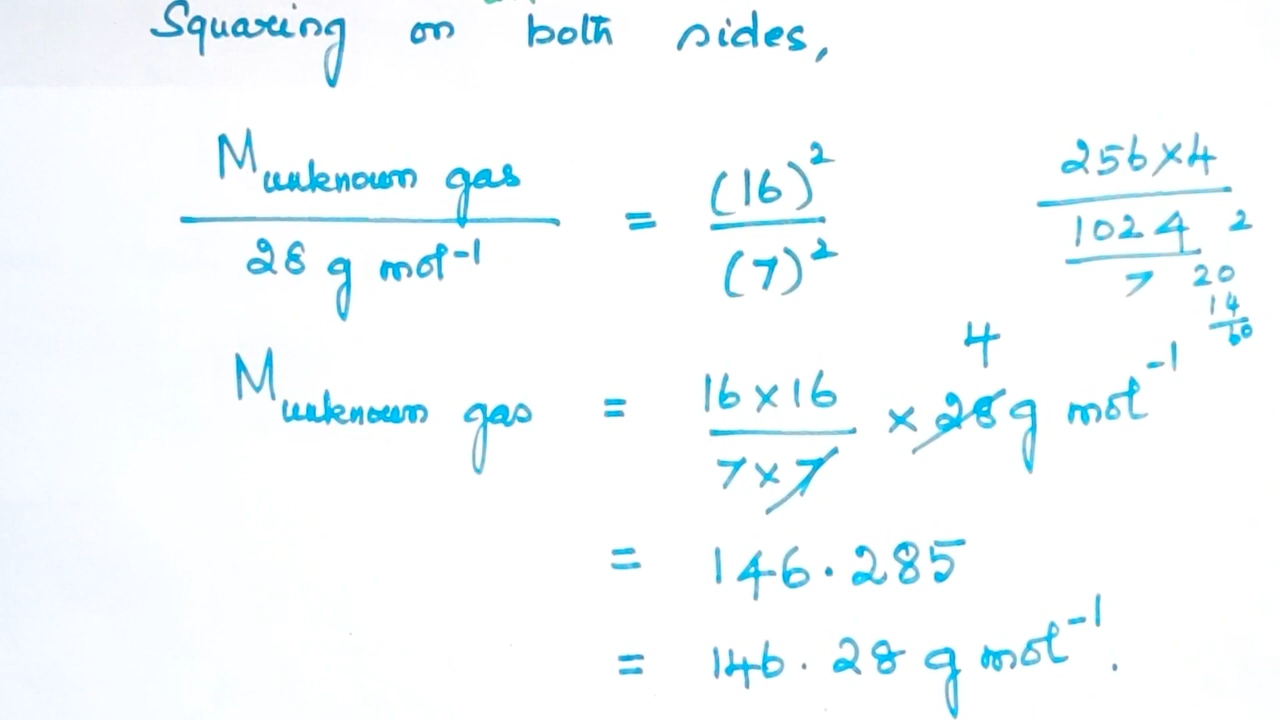 Squaring on both sides,
M unknown gas / 28 g mol⁻¹ = (16)² / (7)²
256 × 4
1024 2
7 20
14
60
M unknown gas = 16 × 16 / 7 × 7 × 28 g mol⁻¹
4
= 146.285
= 146.28 g mol⁻¹.